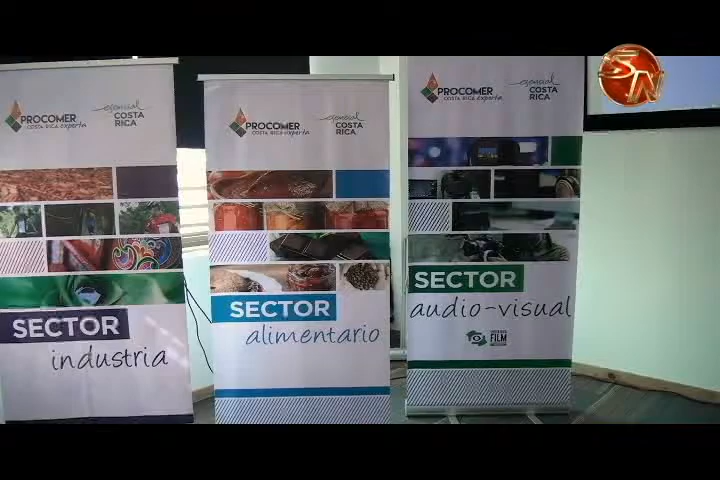 PROCOMER
COSTA RICA exporta
esencial
COSTA
RICA
SECTOR
industria
PROCOMER
COSTA RICA exporta
esencial
COSTA
RICA
SECTOR
alimentario
PROCOMER
COSTA RICA exporta
esencial
COSTA
RICA
SECTOR
audio-visual
FILM
SN